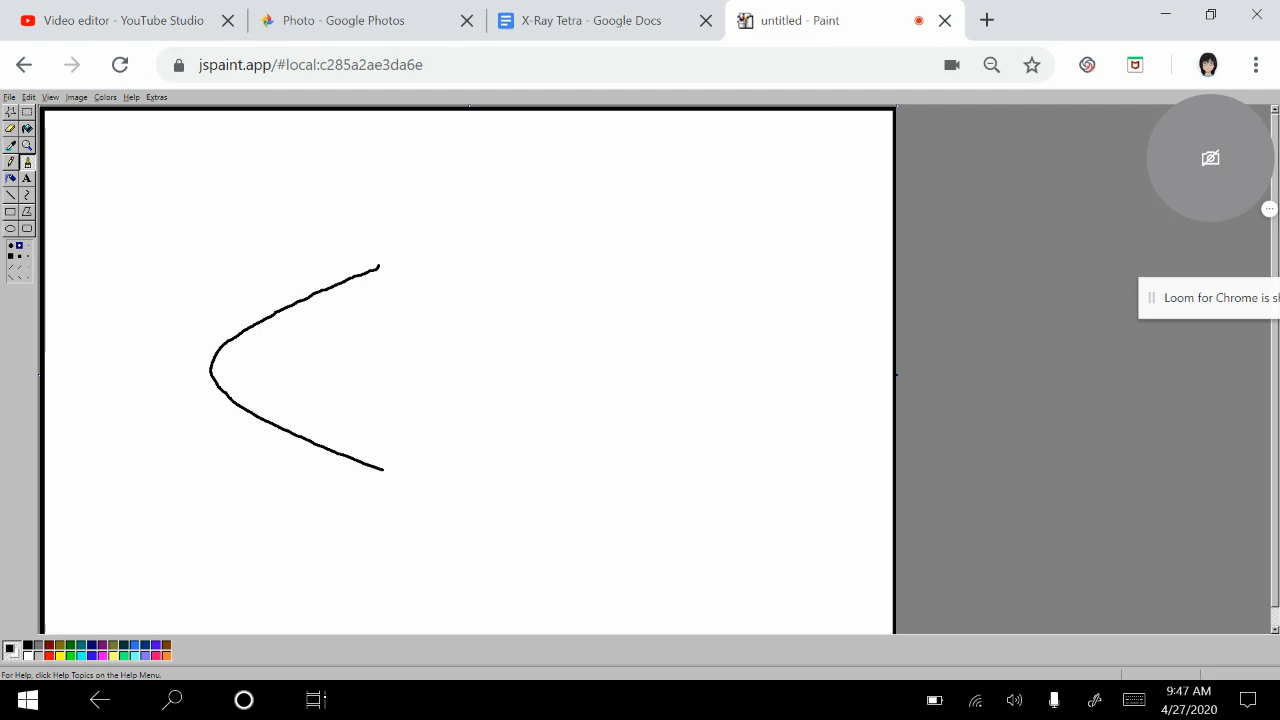 Video editor - YouTube Studio
Photo - Google Photos
X-Ray Tetra - Google Docs
untitled - Paint
jspaint.app/#local:c285a2ae3da6e
File Edit View Image Colors Help Extras
A
Loom for Chrome is sh
For Help, click Help Topics on the Help Menu.
9:47 AM
4/27/2020